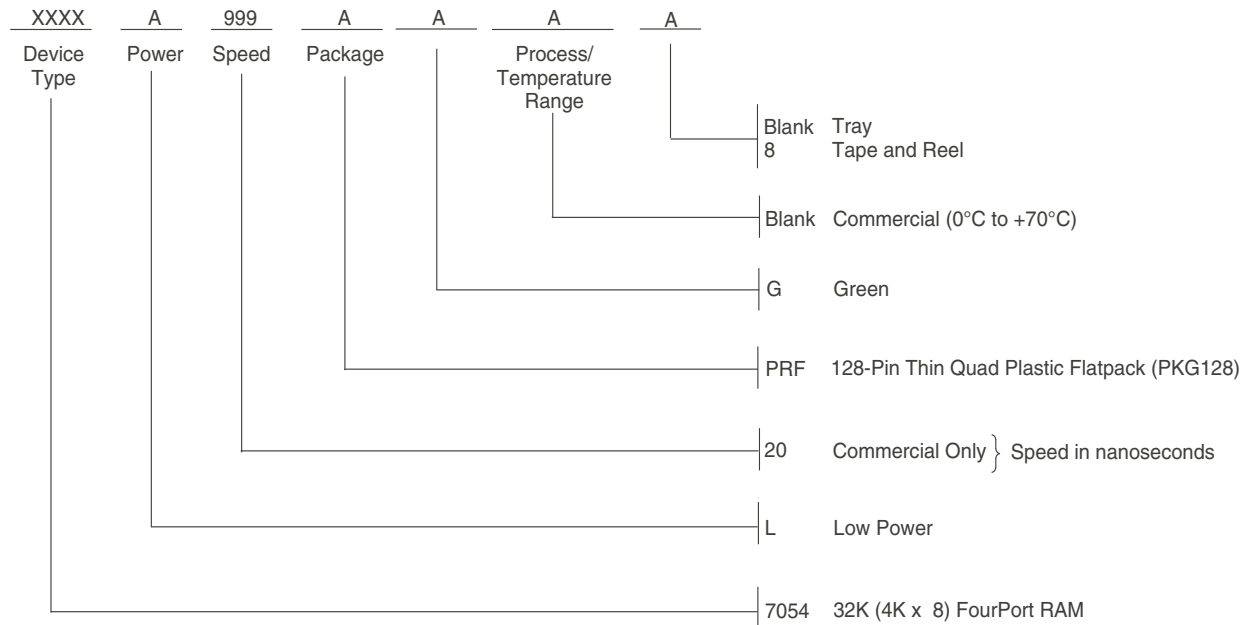 XXXX A 999 A A A A
Device Type Power Speed Package Process/ Temperature Range
Blank Tray
8 Tape and Reel
Blank Commercial (0°C to +70°C)
G Green
PRF 128-Pin Thin Quad Plastic Flatpack (PKG128)
20 Commercial Only } Speed in nanoseconds
L Low Power
7054 32K (4K x 8) FourPort RAM